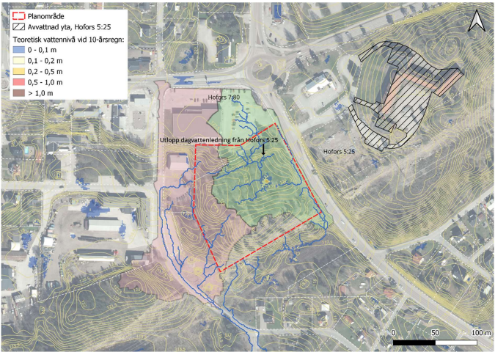 Planområde
Avvattnad yta, Hofors 5:25
Teoretisk vattennivå vid 10-årsregn:
0 - 0,1 m
0,1 - 0,2 m
0,2 - 0,5 m
0,5 - 1,0 m
> 1,0 m
Hofors 7:80
Utlopp dagvattenledning från Hofors 5:25
Hofors 5:25
0 50 100 m